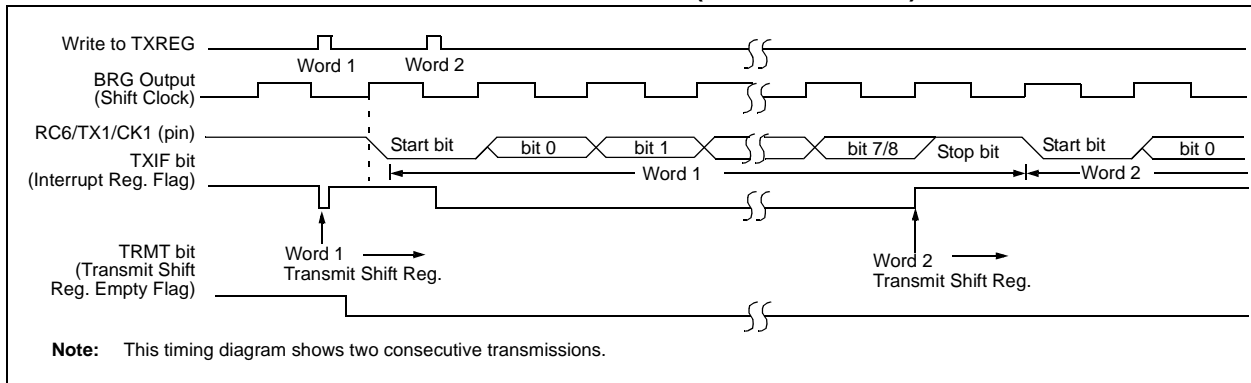 Write to TXREG
Word 1
Word 2
BRG Output
(Shift Clock)
RC6/TX1/CK1 (pin)
Start bit
bit 0
bit 1
bit 7/8
Stop bit
Start bit
bit 0
TXIF bit
(Interrupt Reg. Flag)
Word 1
Word 2
TRMT bit
(Transmit Shift
Reg. Empty Flag)
Word 1
Transmit Shift Reg.
Word 2
Transmit Shift Reg.
Note: This timing diagram shows two consecutive transmissions.